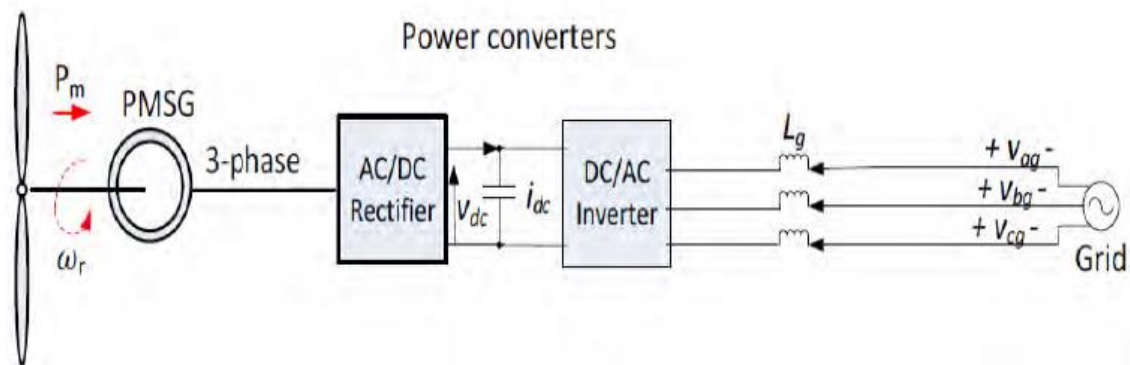 Power converters
P_m
PMSG
3-phase
ω_r
AC/DC
Rectifier
v_dc
i_dc
DC/AC
Inverter
L_g
+ v_ag -
+ v_bg -
+ v_cg -
Grid